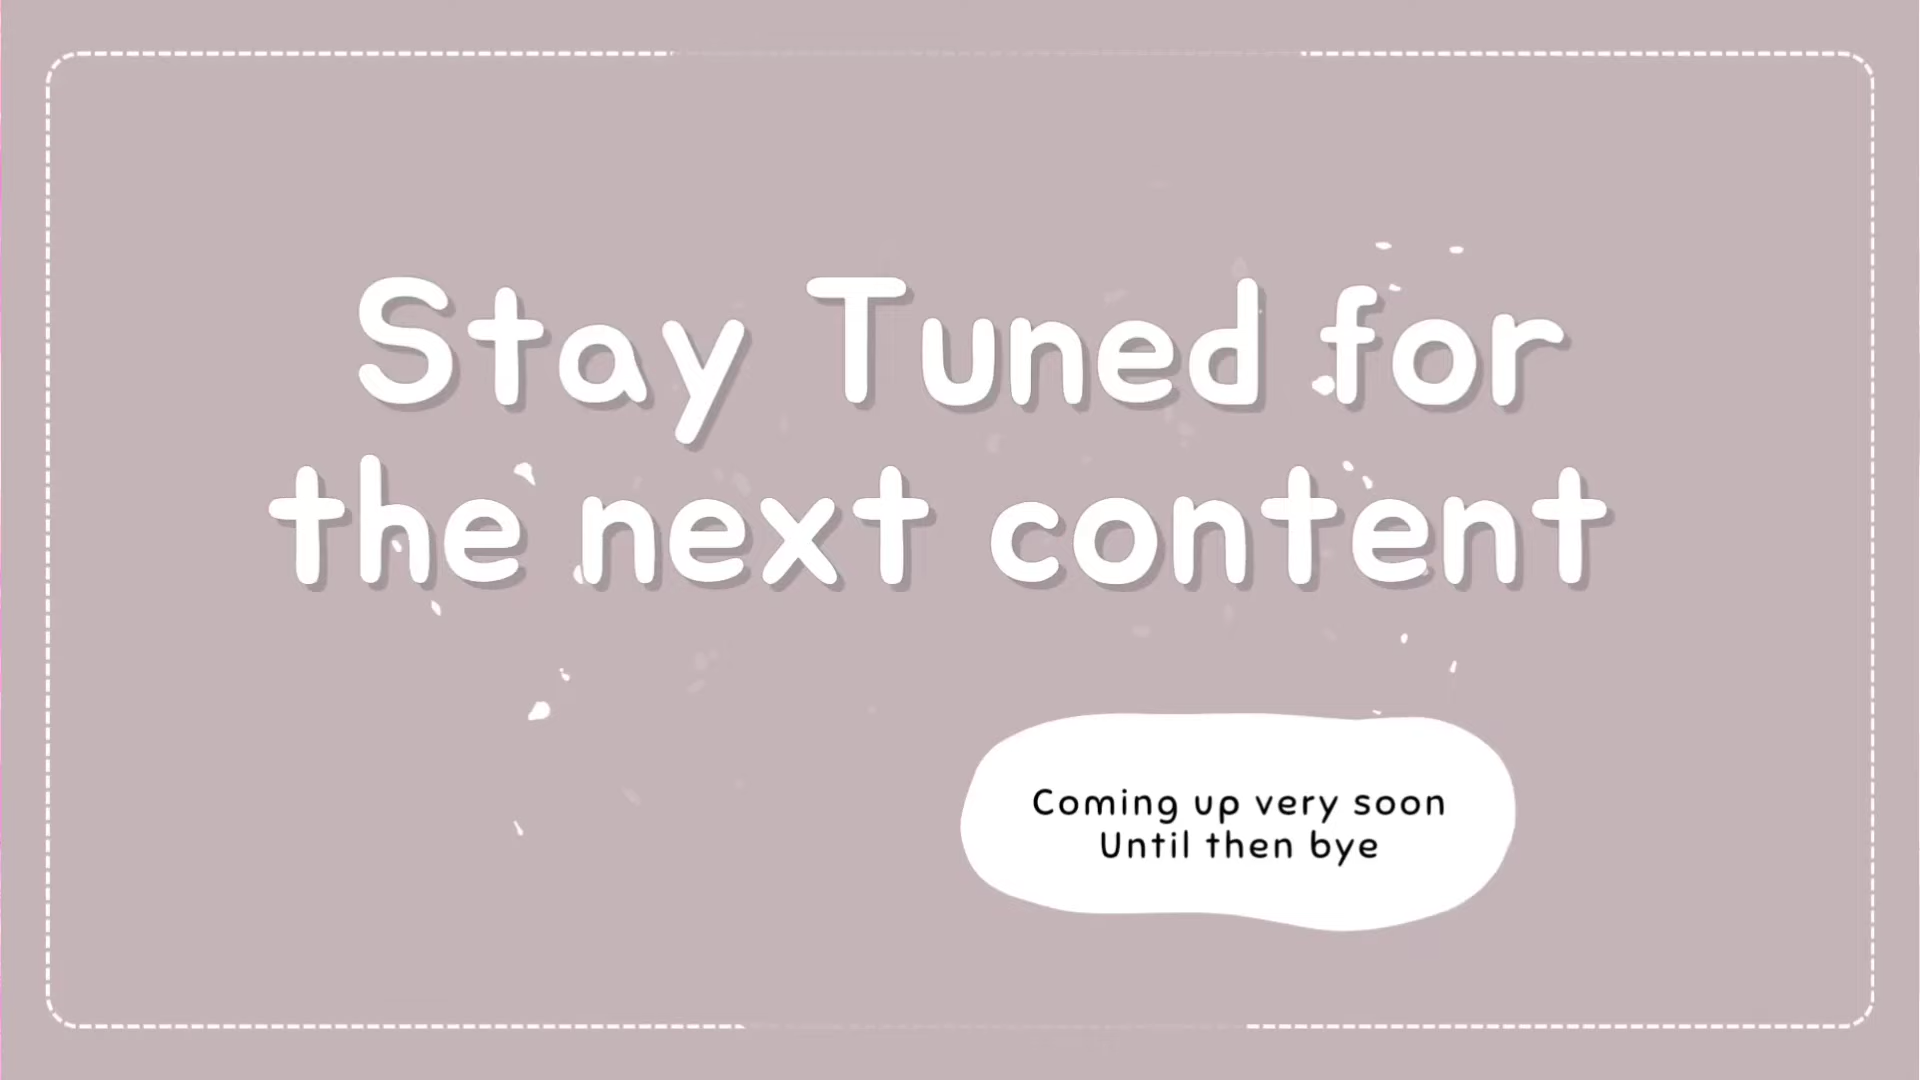 Stay Tuned for
the next content
Coming up very soon
Until then bye